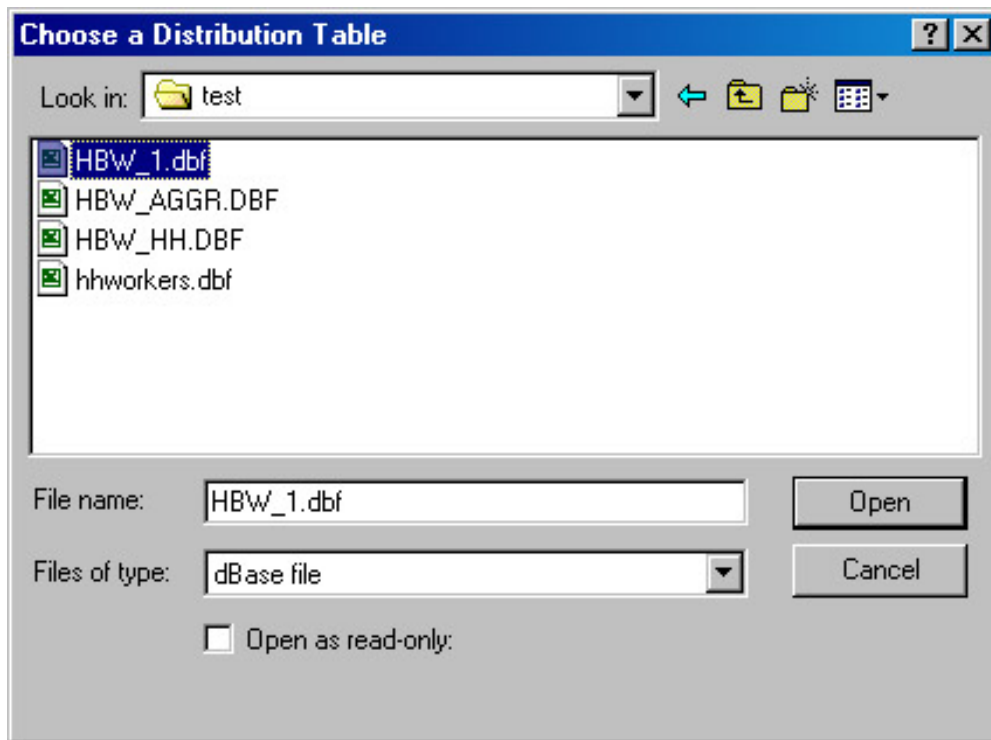 Choose a Distribution Table
Look in: test
HBW_1.dbf
HBW_AGGR.DBF
HBW_HH.DBF
hhworkers.dbf
File name: HBW_1.dbf Open
Files of type: dBase file Cancel
Open as read-only: